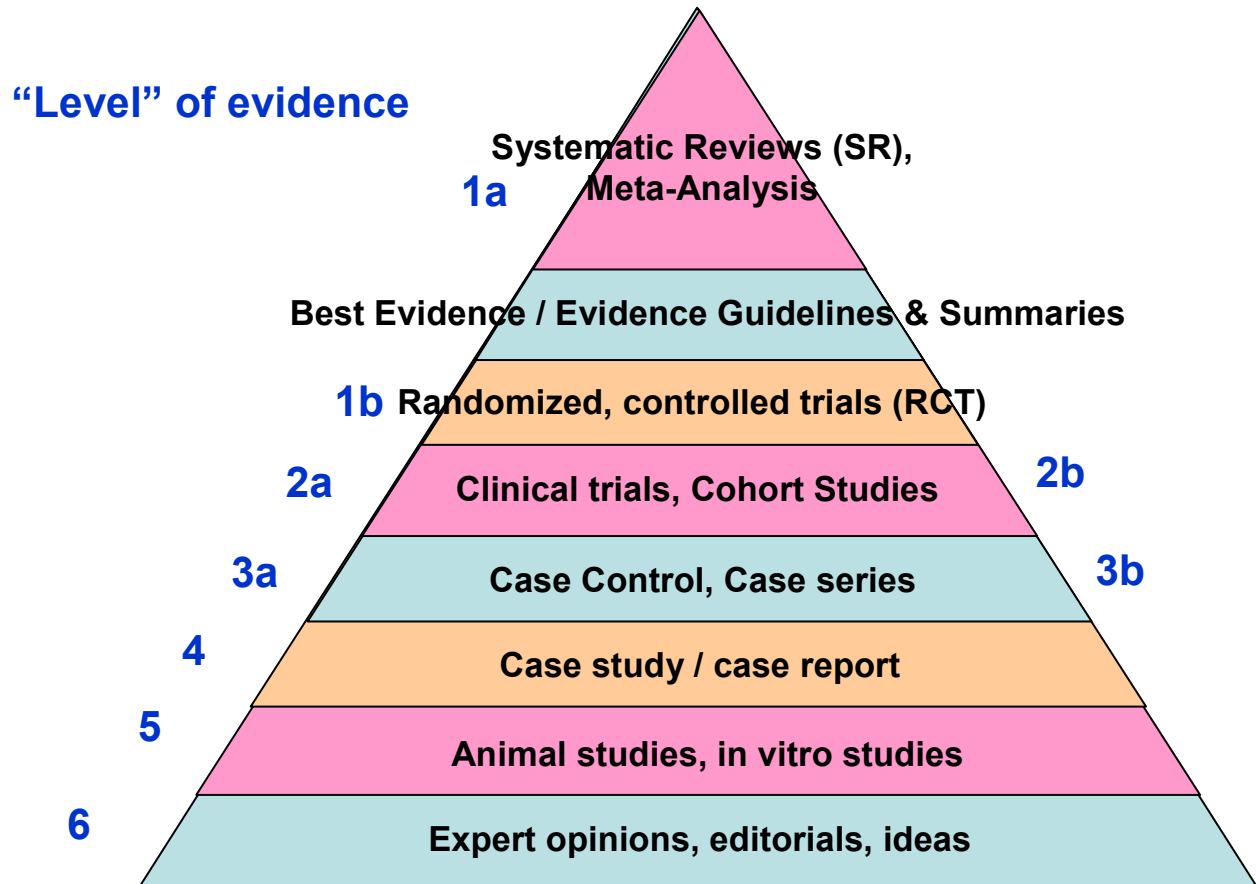 “Level” of evidence
Systematic Reviews (SR),
Meta-Analysis
1a
Best Evidence / Evidence Guidelines & Summaries
1b Randomized, controlled trials (RCT)
2a Clinical trials, Cohort Studies 2b
3a Case Control, Case series 3b
4 Case study / case report
5 Animal studies, in vitro studies
6 Expert opinions, editorials, ideas